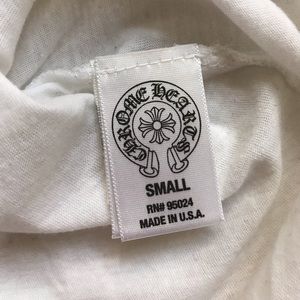 CHROME HEARTS
SMALL
RN# 95024
MADE IN U.S.A.